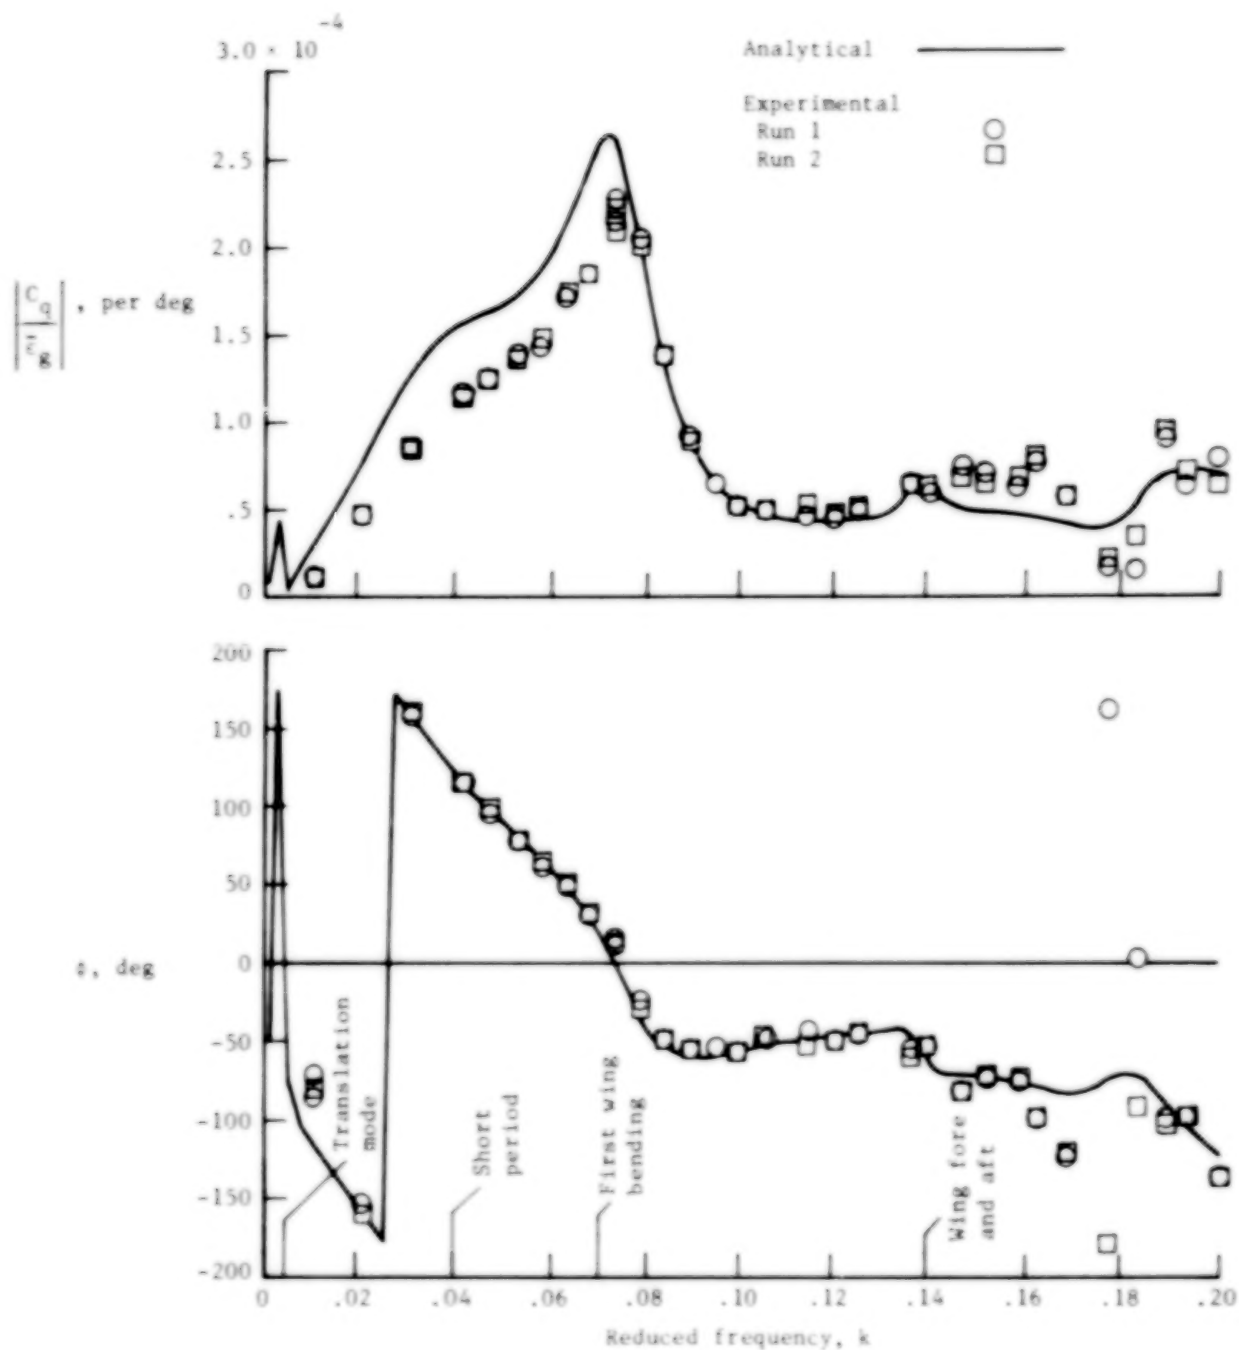 -4
3.0 × 10
Analytical
Experimental
Run 1
Run 2
2.5
2.0
, per deg
1.5
1.0
.5
0
200
150
100
50
0
, deg
-50
-100
-150
-200
Translation
mode
Short
period
First wing
bending
Wing fore
and aft
0 .02 .04 .06 .08 .10 .12 .14 .16 .18 .20
Reduced frequency, k